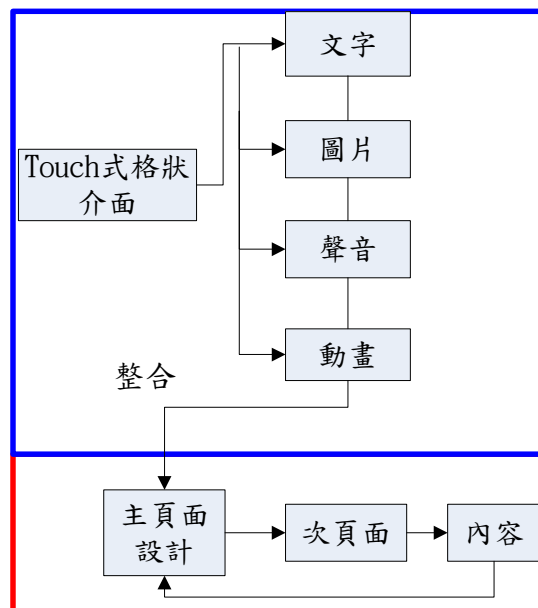 文字
圖片
Touch式格狀
介面
聲音
動畫
整合
主頁面
設計
次頁面
內容